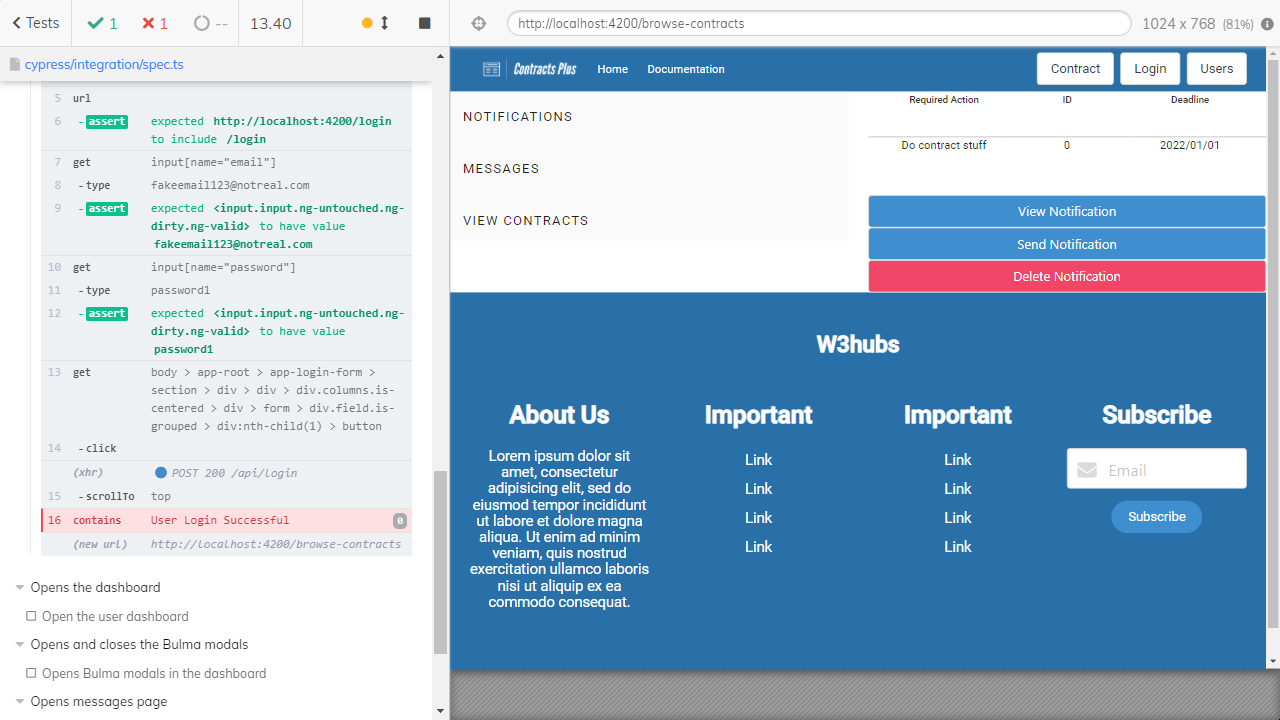 Tests
1
1
--
13.40
http://localhost:4200/browse-contracts
1024 x 768 (81%)
cypress/integration/spec.ts
5 url
6 - assert expected http://localhost:4200/login
to include /login
7 get input[name="email"]
8 - type fakeemail123@notreal.com
9 - assert expected <input.input.ng-untouched.ng-
dirty.ng-valid> to have value
fakeemail123@notreal.com
10 get input[name="password"]
11 - type password1
12 - assert expected <input.input.ng-untouched.ng-
dirty.ng-valid> to have value
password1
13 get body > app-root > app-login-form >
section > div > div > div.columns.is-
centered > div > form > div.field.is-
grouped > div:nth-child(1) > button
14 - click
(xhr) POST 200 /api/login
15 - scrollTo top
16 contains User Login Successful 0
(new url) http://localhost:4200/browse-contracts
Opens the dashboard
Open the user dashboard
Opens and closes the Bulma modals
Opens Bulma modals in the dashboard
Opens messages page
Contracts Plus
Home
Documentation
Contract
Login
Users
NOTIFICATIONS
MESSAGES
VIEW CONTRACTS
Required Action ID Deadline
Do contract stuff 0 2022/01/01
View Notification
Send Notification
Delete Notification
W3hubs
About Us
Lorem ipsum dolor sit
amet, consectetur
adipisicing elit, sed do
eiusmod tempor incididunt
ut labore et dolore magna
aliqua. Ut enim ad minim
veniam, quis nostrud
exercitation ullamco laboris
nisi ut aliquip ex ea
commodo consequat.
Important
Link
Link
Link
Link
Important
Link
Link
Link
Link
Subscribe
Email
Subscribe